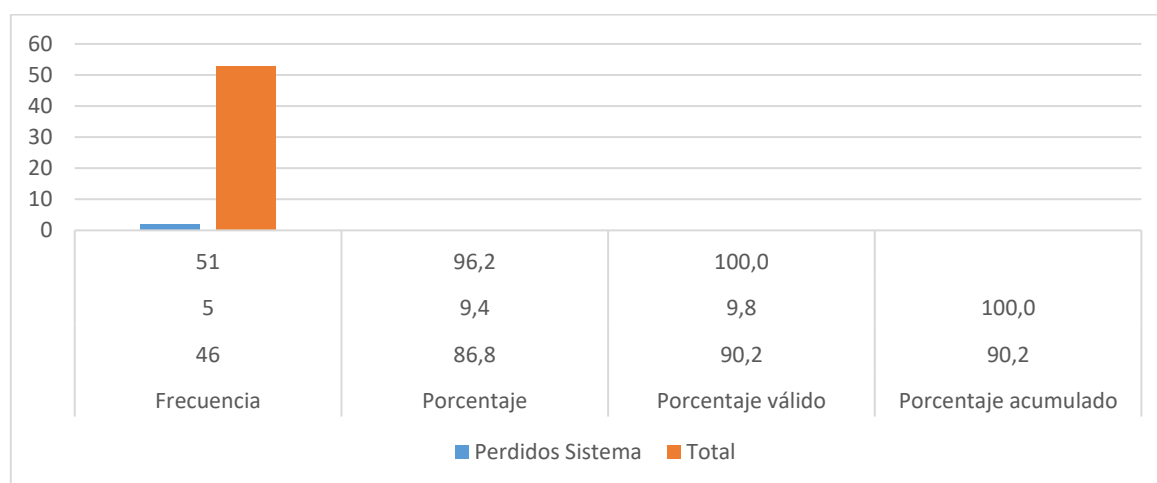 60
50
40
30
20
10
0
51 96,2 100,0
5 9,4 9,8 100,0
46 86,8 90,2 90,2
Frecuencia Porcentaje Porcentaje válido Porcentaje acumulado
Perdidos Sistema Total